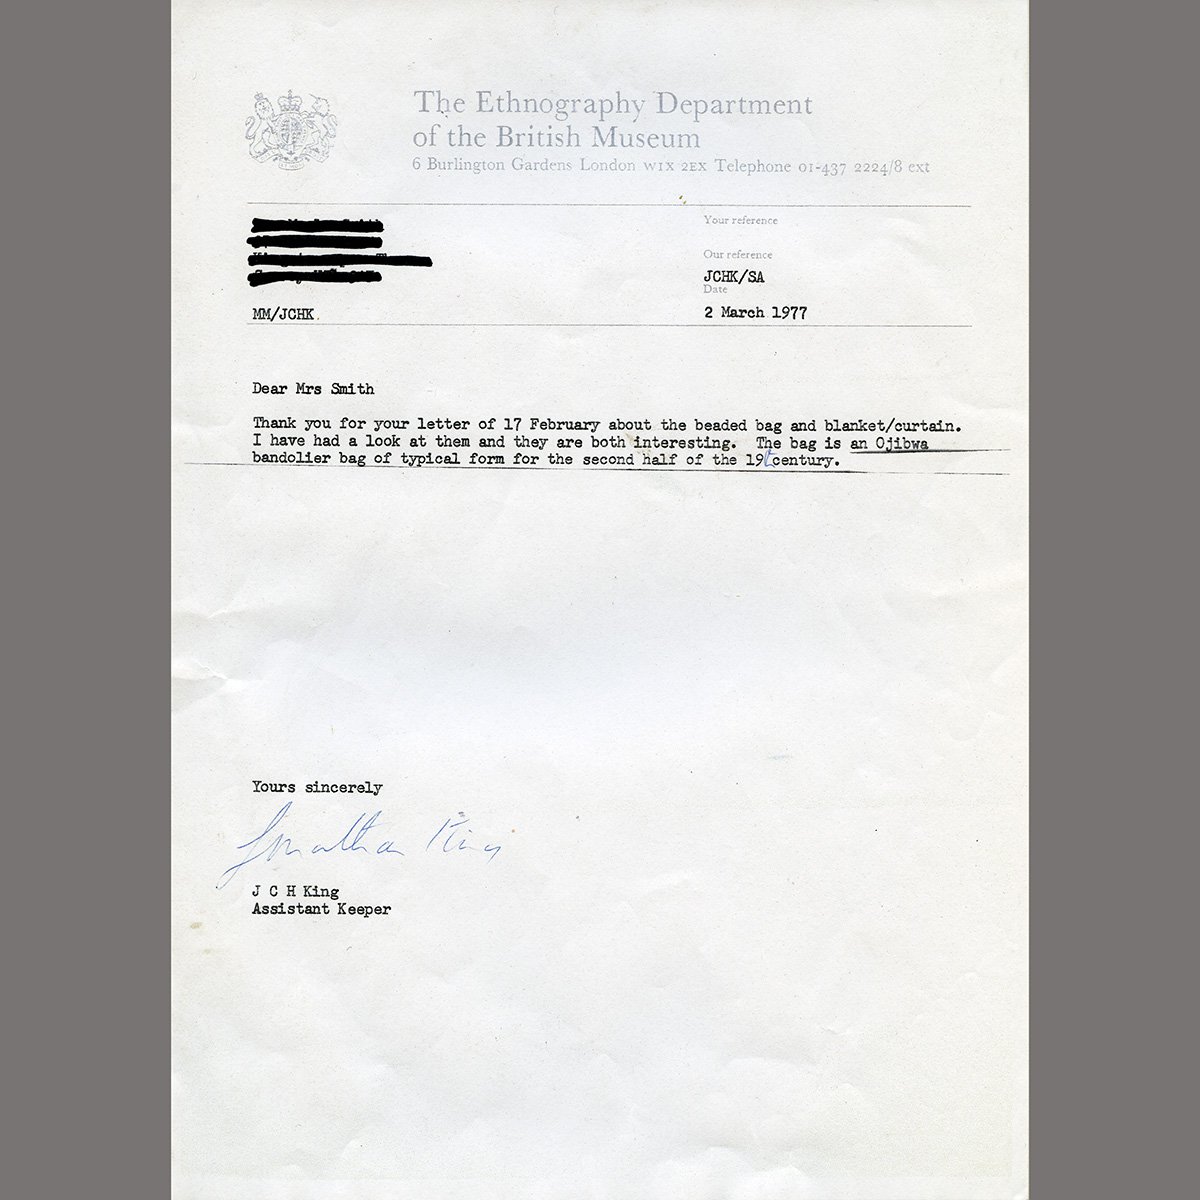 The Ethnography Department
of the British Museum
6 Burlington Gardens London W1X 2EX Telephone 01-437 2224/8 ext
Your reference
Our reference
JCHK/SA
Date
MM/JCHK
2 March 1977
Dear Mrs Smith
Thank you for your letter of 17 February about the beaded bag and blanket/curtain.
I have had a look at them and they are both interesting. The bag is an Ojibwa
bandolier bag of typical form for the second half of the 19t century.
Yours sincerely
Jonathan King
J C H King
Assistant Keeper